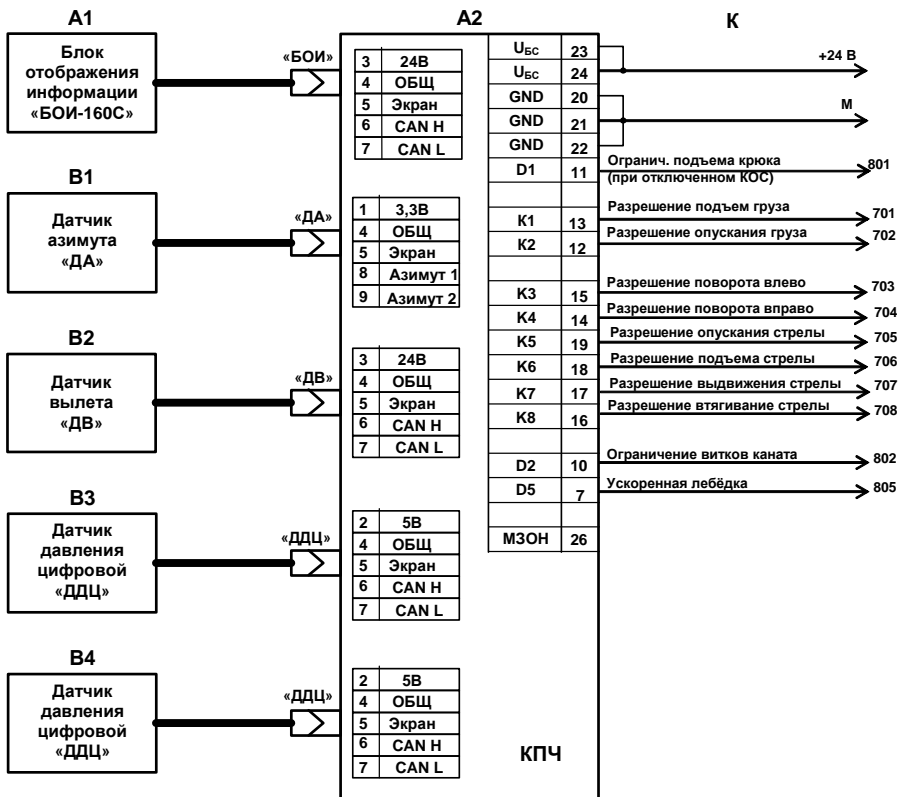 A1
A2
К
Блок
отображения
информации
«БОИ-160С»
«БОИ»
3 24В
4 ОБЩ
5 Экран
6 CAN H
7 CAN L
B1
Датчик
азимута
«ДА»
«ДА»
1 3,3В
4 ОБЩ
5 Экран
8 Азимут 1
9 Азимут 2
B2
Датчик
вылета
«ДВ»
«ДВ»
3 24В
4 ОБЩ
5 Экран
6 CAN H
7 CAN L
B3
Датчик
давления
цифровой
«ДДЦ»
«ДДЦ»
2 5В
4 ОБЩ
5 Экран
6 CAN H
7 CAN L
B4
Датчик
давления
цифровой
«ДДЦ»
«ДДЦ»
2 5В
4 ОБЩ
5 Экран
6 CAN H
7 CAN L
КПЧ
UБС 23
UБС 24
+24 В
GND 20
GND 21
М
GND 22
D1 11 Огранич. подъема крюка
(при отключенном КОС)
801
К1 13 Разрешение подъем груза 701
К2 12 Разрешение опускания груза 702
К3 15 Разрешение поворота влево 703
К4 14 Разрешение поворота вправо 704
К5 19 Разрешение опускания стрелы 705
К6 18 Разрешение подъема стрелы 706
К7 17 Разрешение выдвижения стрелы 707
К8 16 Разрешение втягивание стрелы 708
D2 10 Ограничение витков каната 802
D5 7 Ускоренная лебёдка 805
МЗОН 26